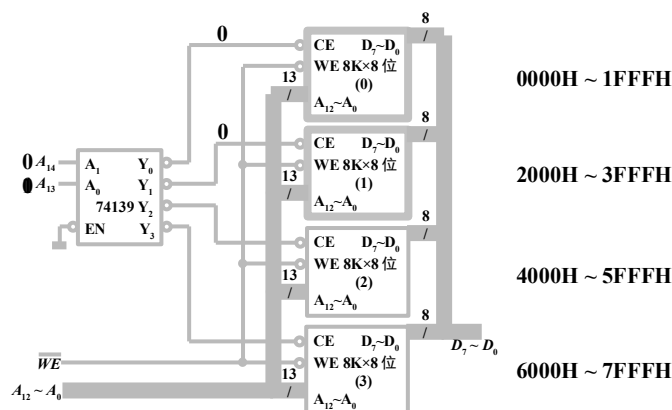 8
/
0
CE D₇~D₀
WE 8K×8 位
(0)
A₁₂~A₀
13
/
0000H ~ 1FFFH
8
/
0
CE D₇~D₀
WE 8K×8 位
(1)
A₁₂~A₀
13
/
2000H ~ 3FFFH
0 A₁₄
A₁₃
A₁ Y₀
A₀ Y₁
74139 Y₂
EN Y₃
8
/
CE D₇~D₀
WE 8K×8 位
(2)
A₁₂~A₀
13
/
4000H ~ 5FFFH
8
/
CE D₇~D₀
WE 8K×8 位
(3)
A₁₂~A₀
13
/
D₇ ~ D₀
6000H ~ 7FFFH
W̅E̅
A₁₂ ~ A₀